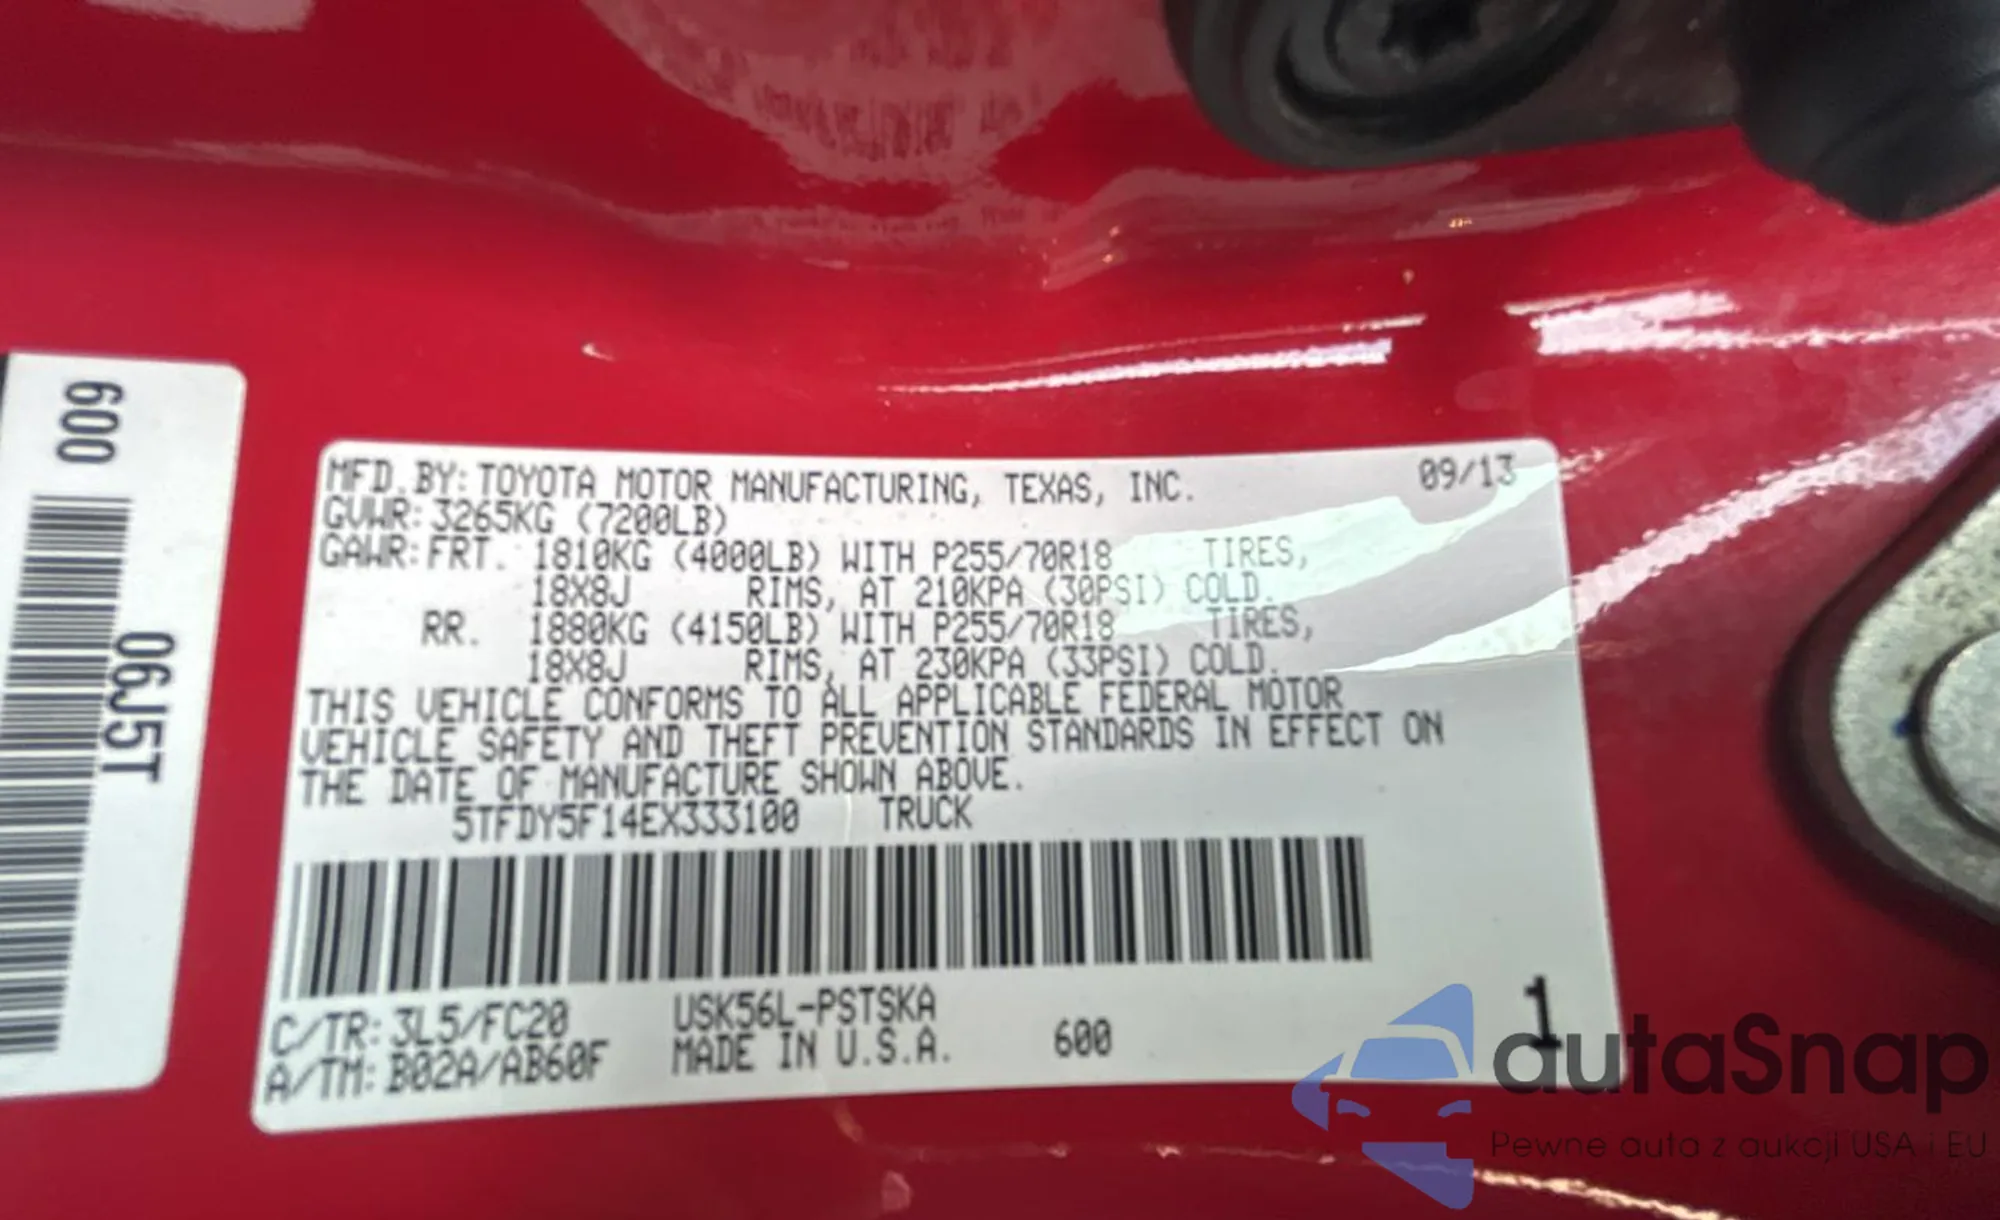 600
06J5T
MFD. BY: TOYOTA MOTOR MANUFACTURING, TEXAS, INC. 09/13
GVWR: 3265KG (7200LB)
GAWR: FRT. 1810KG (4000LB) WITH P255/70R18 TIRES,
18X8J RIMS, AT 210KPA (30PSI) COLD.
RR. 1880KG (4150LB) WITH P255/70R18 TIRES,
18X8J RIMS, AT 230KPA (33PSI) COLD.
THIS VEHICLE CONFORMS TO ALL APPLICABLE FEDERAL MOTOR
VEHICLE SAFETY AND THEFT PREVENTION STANDARDS IN EFFECT ON
THE DATE OF MANUFACTURE SHOWN ABOVE.
5TFDY5F14EX333100 TRUCK
C/TR: 3L5/FC20 USK56L-PSTSKA
A/TM: B02A/AB60F MADE IN U.S.A. 600
1
autaSnap
Pewne auta z aukcji USA i EU